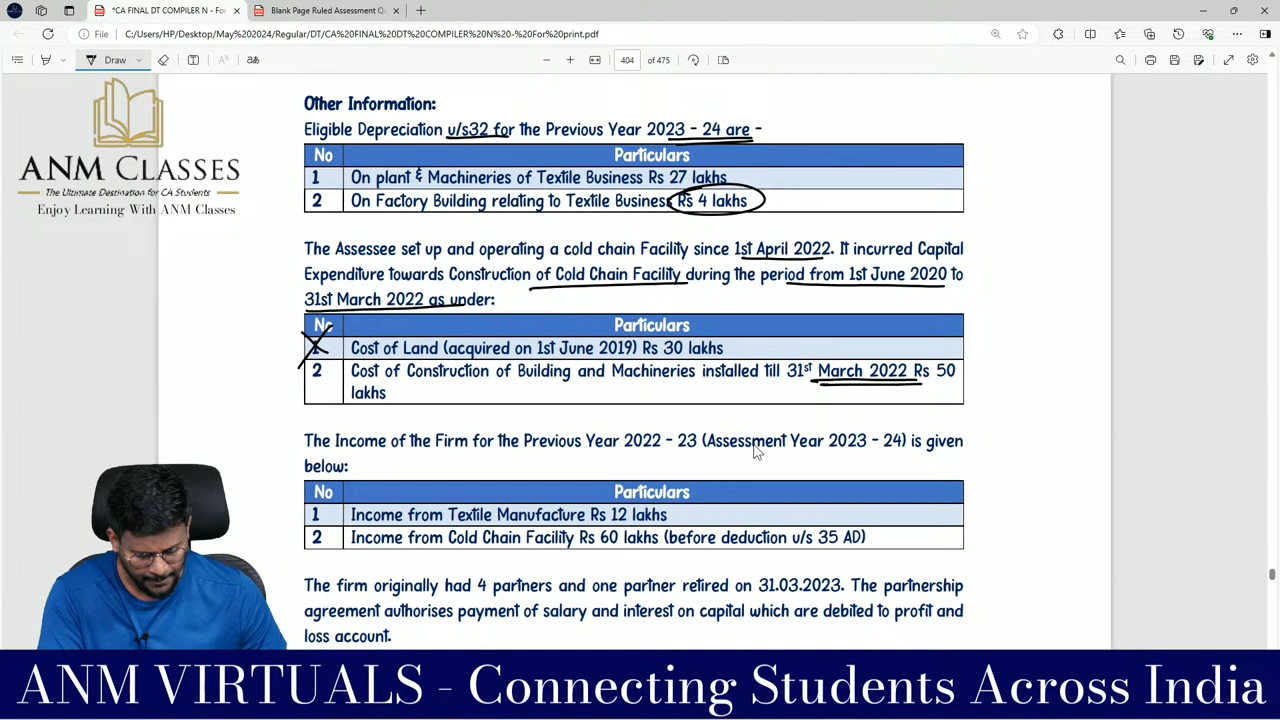 *CA FINAL DT COMPILER N - For
Blank Page Ruled Assessment Q
File
C:/Users/HP/Desktop/May%202024/Regular/DT/CA%20FINAL%20DT%20COMPILER%20N%20-%20For%20print.pdf
Draw
404
of 475
ANM CLASSES
The Ultimate Destination for CA Students
Enjoy Learning With ANM Classes
Other Information:
Eligible Depreciation u/s32 for the Previous Year 2023 - 24 are -
No Particulars
1 On plant & Machineries of Textile Business Rs 27 lakhs
2 On Factory Building relating to Textile Business Rs 4 lakhs
The Assessee set up and operating a cold chain Facility since 1st April 2022. It incurred Capital
Expenditure towards Construction of Cold Chain Facility during the period from 1st June 2020 to
31st March 2022 as under:
No Particulars
1 Cost of Land (acquired on 1st June 2019) Rs 30 lakhs
2 Cost of Construction of Building and Machineries installed till 31st March 2022 Rs 50
lakhs
The Income of the Firm for the Previous Year 2022 - 23 (Assessment Year 2023 - 24) is given
below:
No Particulars
1 Income from Textile Manufacture Rs 12 lakhs
2 Income from Cold Chain Facility Rs 60 lakhs (before deduction u/s 35 AD)
The firm originally had 4 partners and one partner retired on 31.03.2023. The partnership
agreement authorises payment of salary and interest on capital which are debited to profit and
loss account.
ANM VIRTUALS - Connecting Students Across India